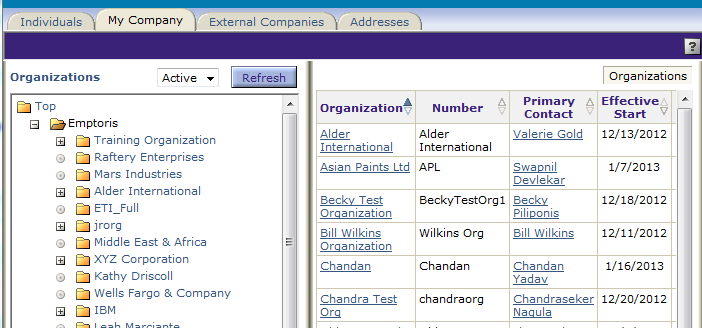 Individuals My Company External Companies Addresses
?
Organizations Active Refresh
Top
Emptoris
Training Organization
Raftery Enterprises
Mars Industries
Alder International
ETI_Full
jrorg
Middle East & Africa
XYZ Corporation
Kathy Driscoll
Wells Fargo & Company
IBM
Leah Marciante
Organizations
Organization Number Primary Contact Effective Start
Alder International Alder International Valerie Gold 12/13/2012
Asian Paints Ltd APL Swapnil Devlekar 1/7/2013
Becky Test Organization BeckyTestOrg1 Becky Piliponis 12/18/2012
Bill Wilkins Organization Wilkins Org Bill Wilkins 12/11/2012
Chandan Chandan Chandan Yadav 1/16/2013
Chandra Test Org chandraorg Chandraseker Nagula 12/20/2012